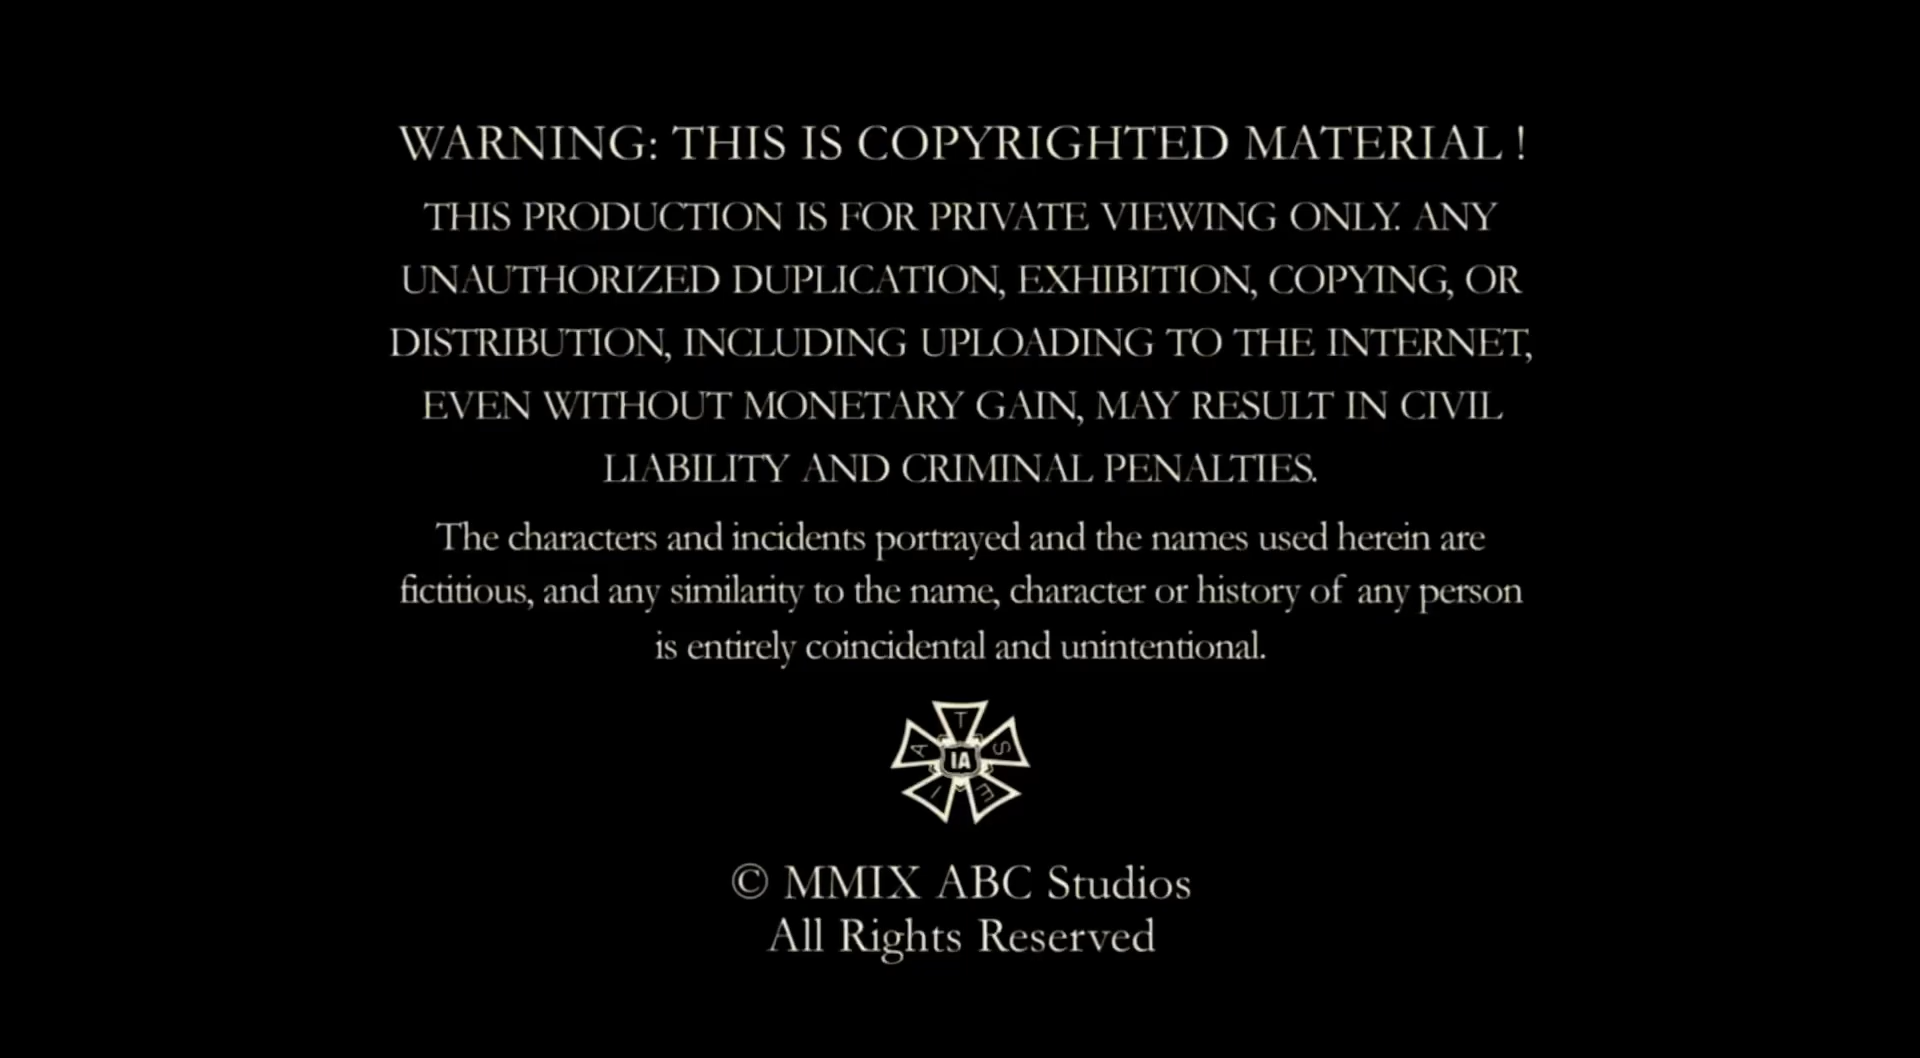 WARNING: THIS IS COPYRIGHTED MATERIAL !
THIS PRODUCTION IS FOR PRIVATE VIEWING ONLY. ANY
UNAUTHORIZED DUPLICATION, EXHIBITION, COPYING, OR
DISTRIBUTION, INCLUDING UPLOADING TO THE INTERNET,
EVEN WITHOUT MONETARY GAIN, MAY RESULT IN CIVIL
LIABILITY AND CRIMINAL PENALTIES.
The characters and incidents portrayed and the names used herein are
fictitious, and any similarity to the name, character or history of any person
is entirely coincidental and unintentional.
I A T S E
IA
© MMIX ABC Studios
All Rights Reserved